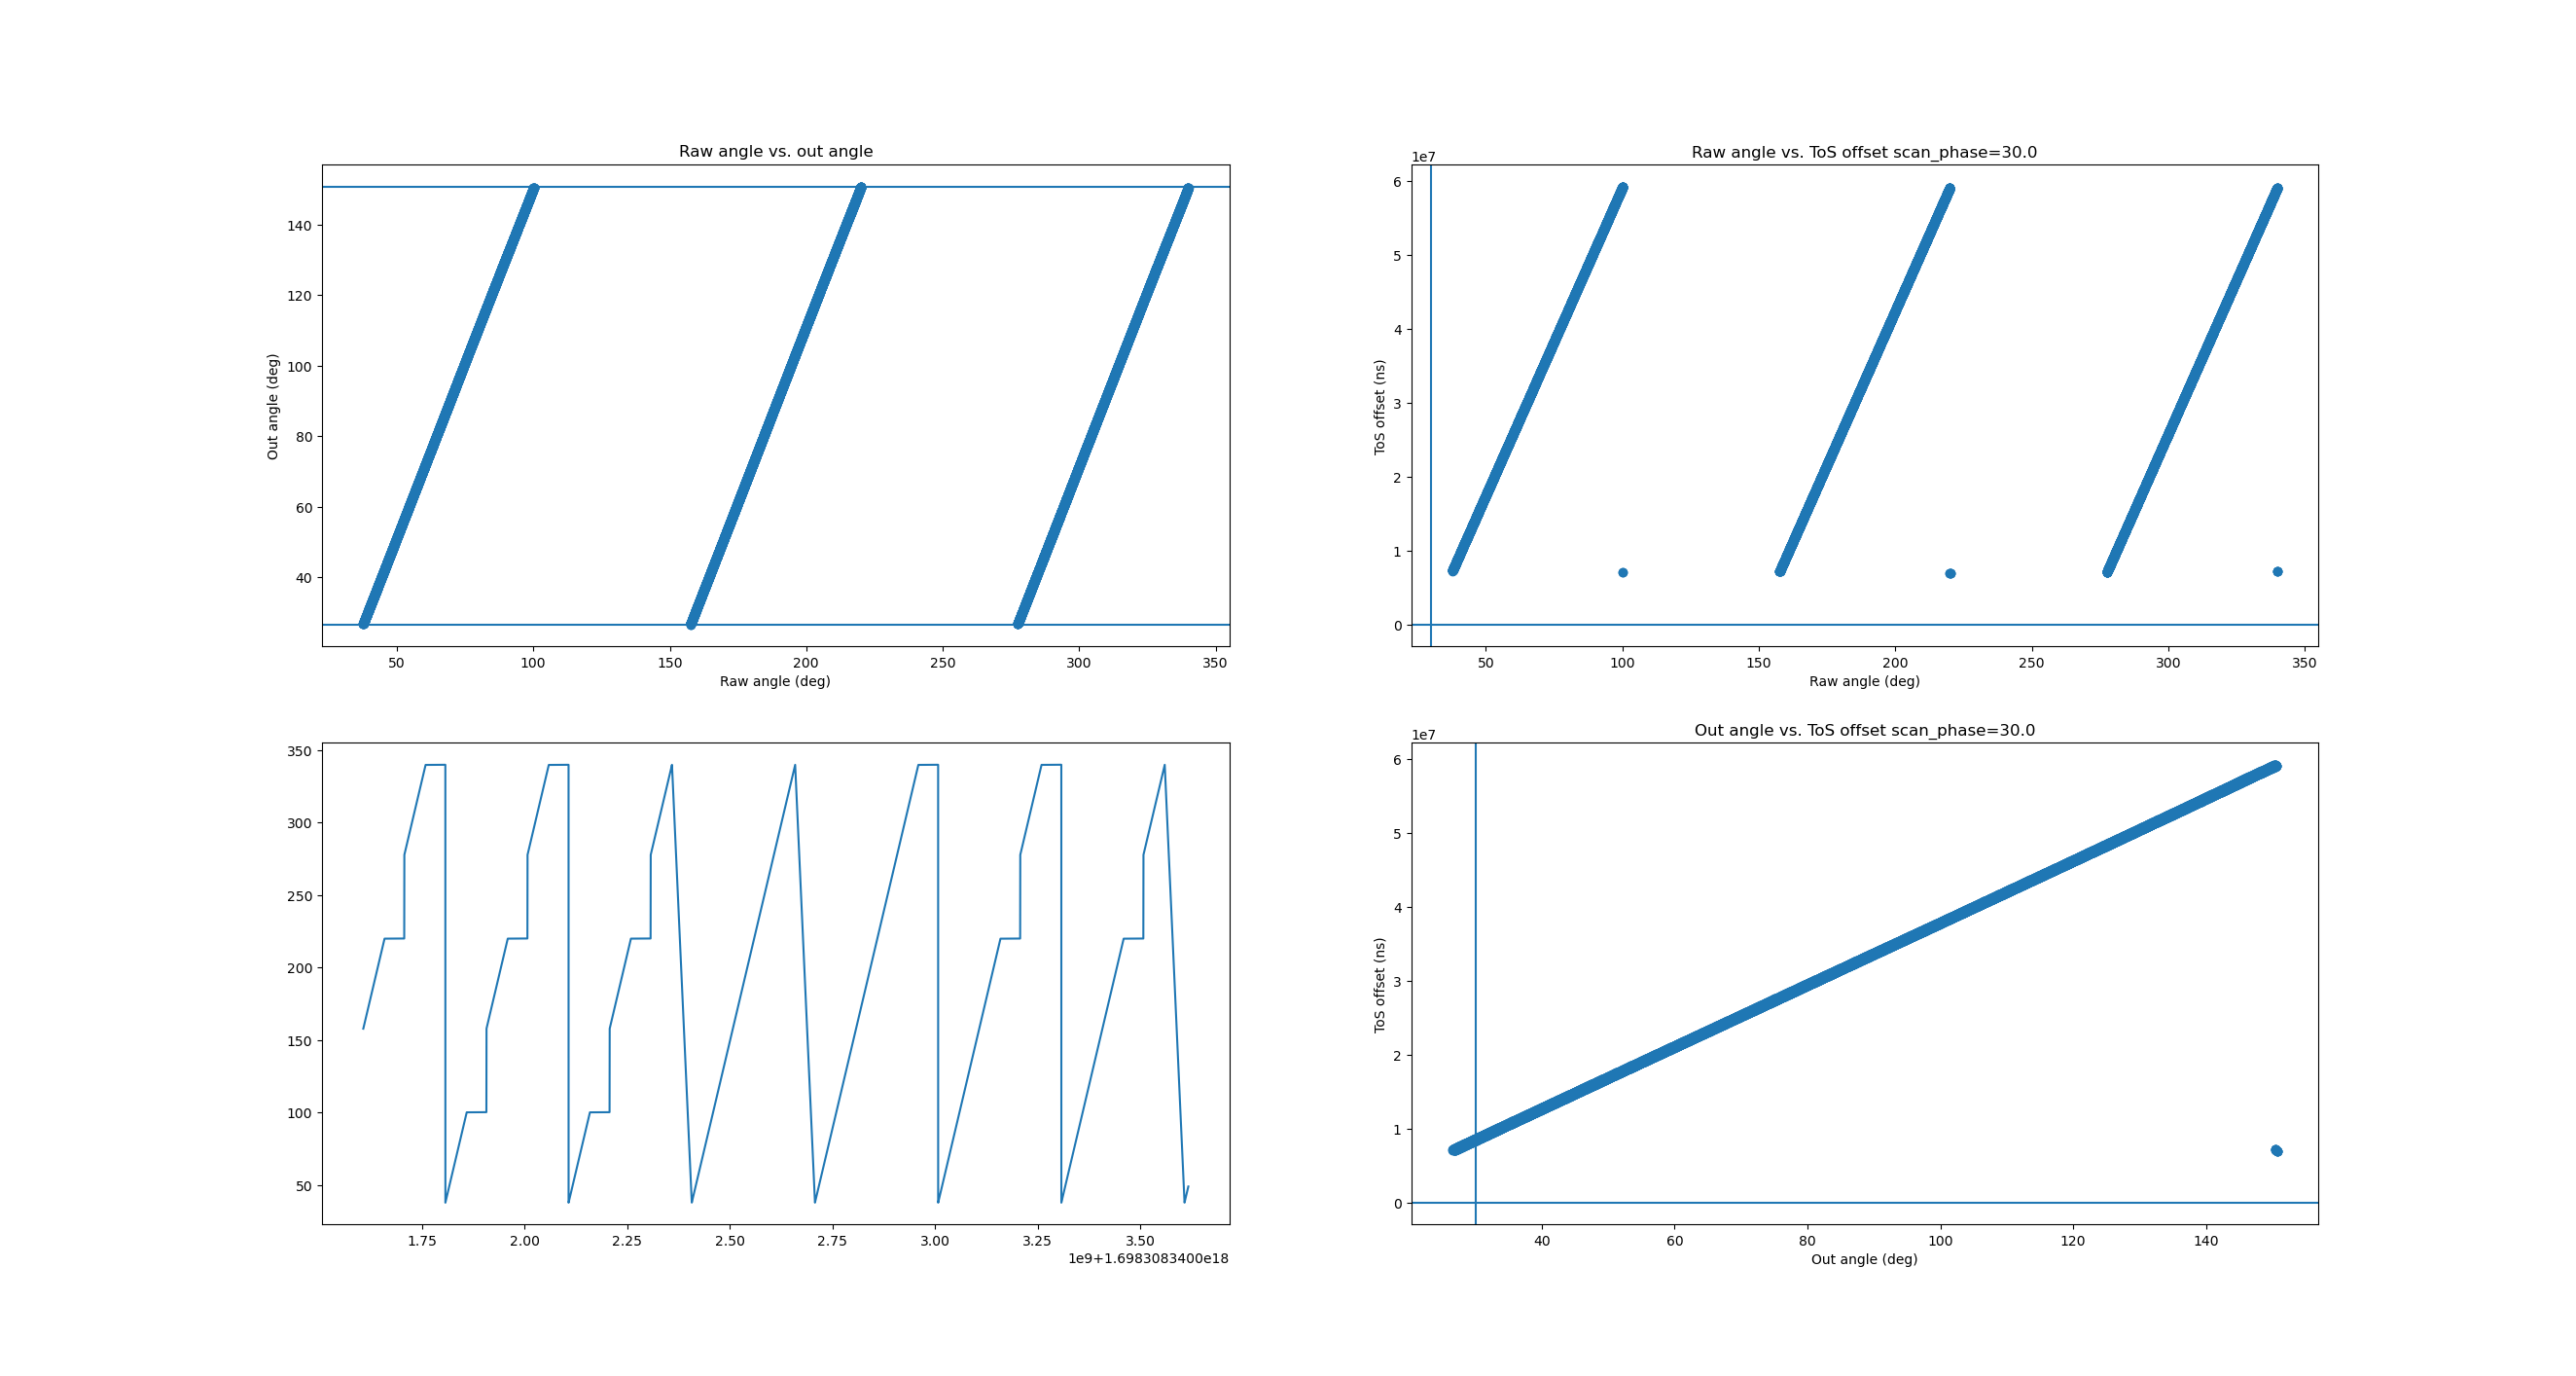 Raw angle vs. out angle
140
120
100
80
60
40
Out angle (deg)
50 100 150 200 250 300 350
Raw angle (deg)
Raw angle vs. ToS offset scan_phase=30.0
1e7
6
5
4
3
2
1
0
ToS offset (ns)
50 100 150 200 250 300 350
Raw angle (deg)
350
300
250
200
150
100
50
1.75 2.00 2.25 2.50 2.75 3.00 3.25 3.50
1e9+1.6983083400e18
Out angle vs. ToS offset scan_phase=30.0
1e7
6
5
4
3
2
1
0
ToS offset (ns)
40 60 80 100 120 140
Out angle (deg)